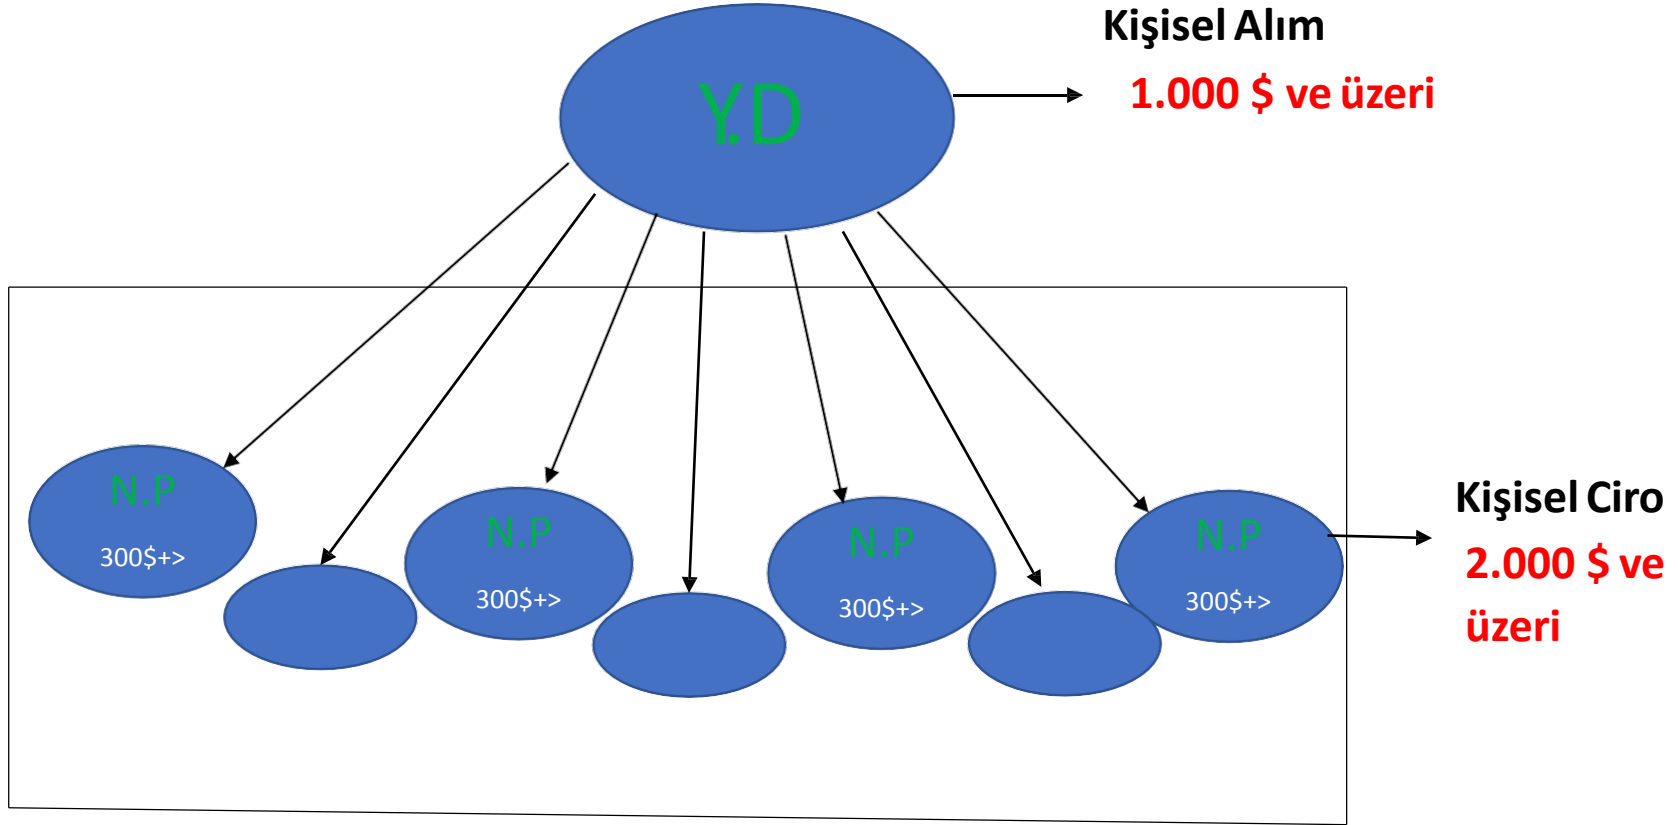 Kişisel Alım
1.000 $ ve üzeri
Y.D
N.P
300$+>
N.P
300$+>
N.P
300$+>
N.P
300$+>
Kişisel Ciro
2.000 $ ve
üzeri